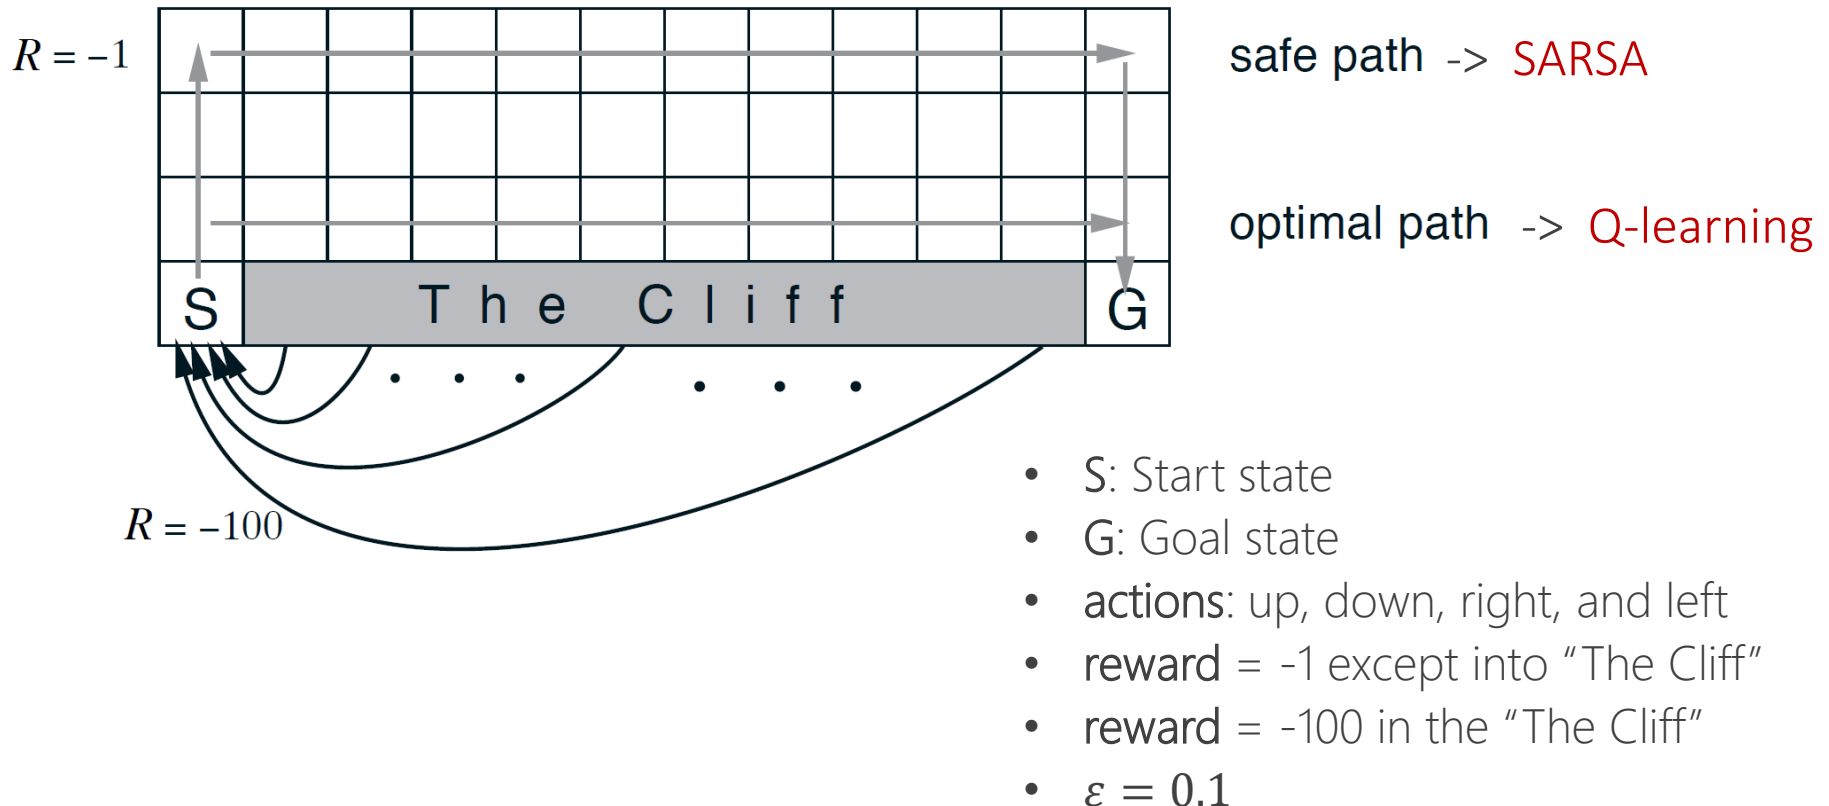 R = −1
safe path -> SARSA
optimal path -> Q-learning
S The Cliff G
R = −100
• S: Start state
• G: Goal state
• actions: up, down, right, and left
• reward = -1 except into “The Cliff”
• reward = -100 in the “The Cliff”
• ε = 0.1